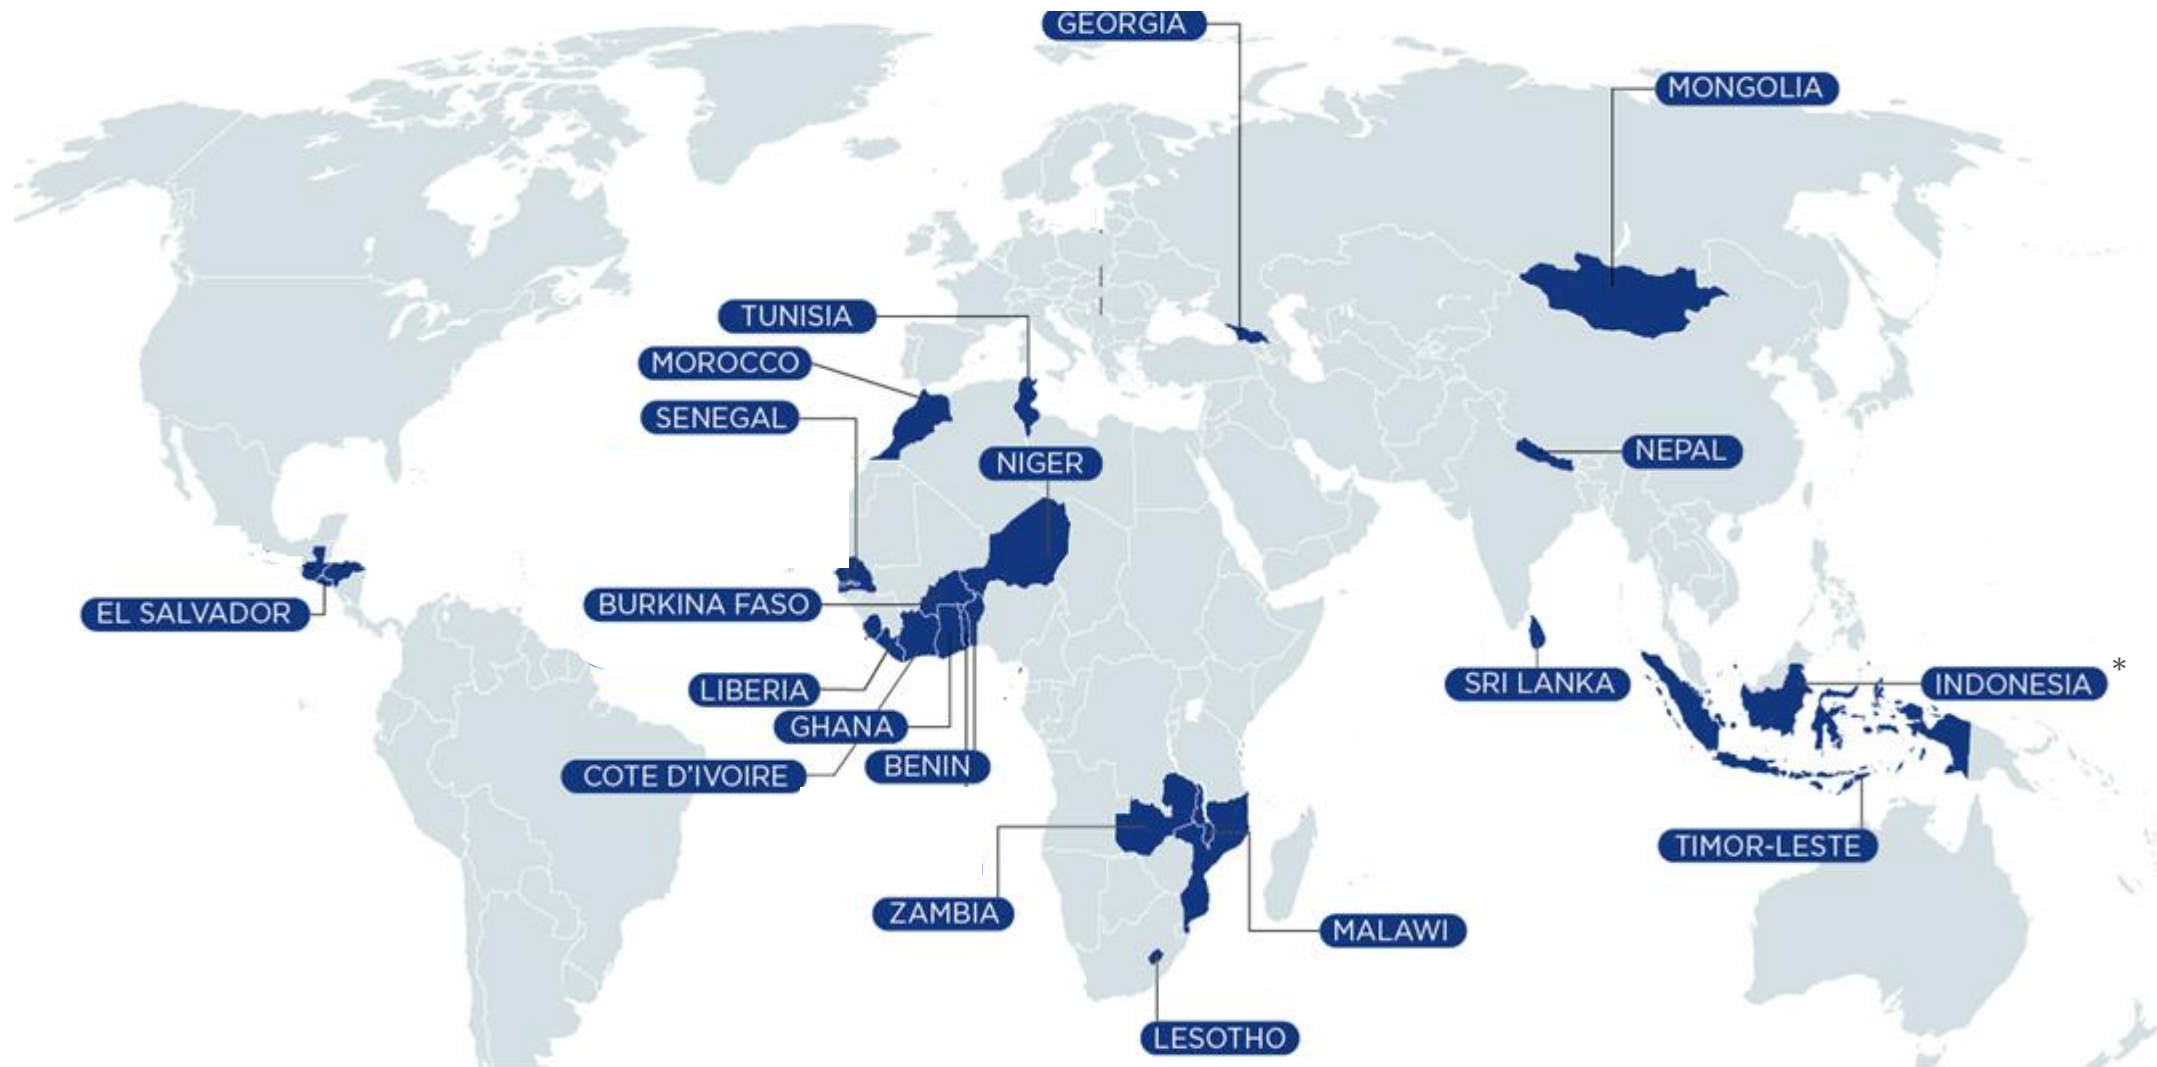 GEORGIA
MONGOLIA
TUNISIA
MOROCCO
SENEGAL
NIGER
NEPAL
EL SALVADOR
BURKINA FASO
LIBERIA
SRI LANKA
INDONESIA *
GHANA
COTE D'IVOIRE
BENIN
TIMOR-LESTE
ZAMBIA
MALAWI
LESOTHO